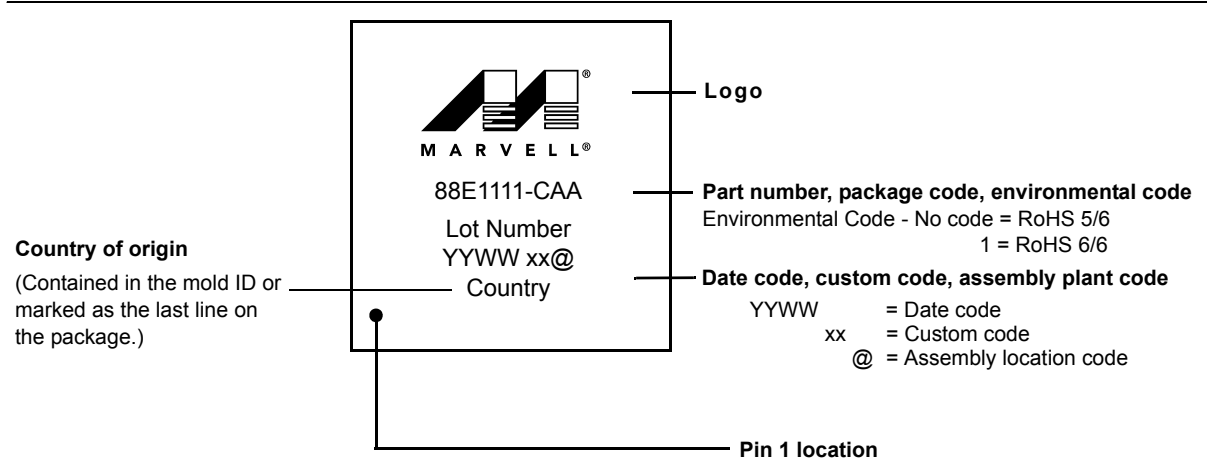 ®
MARVELL®
88E1111-CAA
Lot Number
YYWW xx@
Country
Logo
Part number, package code, environmental code
Environmental Code - No code = RoHS 5/6
1 = RoHS 6/6
Date code, custom code, assembly plant code
YYWW = Date code
xx = Custom code
@ = Assembly location code
Country of origin
(Contained in the mold ID or
marked as the last line on
the package.)
Pin 1 location